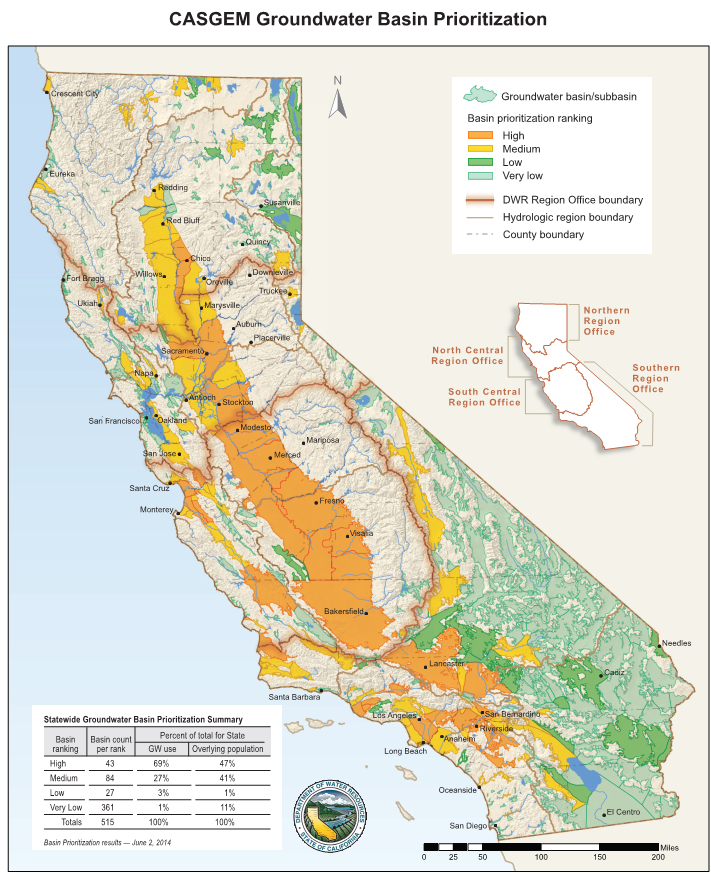 CASGEM Groundwater Basin Prioritization
N
Groundwater basin/subbasin
Basin prioritization ranking
High
Medium
Low
Very low
DWR Region Office boundary
Hydrologic region boundary
County boundary
Northern
Region
Office
North Central
Region Office
South Central
Region Office
Southern
Region
Office
Crescent City
Eureka
Redding
Red Bluff
Susanville
Quincy
Chico
Willows
Oroville
Downieville
Fort Bragg
Truckee
Ukiah
Marysville
Auburn
Placerville
Sacramento
Napa
Antioch
Stockton
San Francisco
Oakland
Modesto
Mariposa
San Jose
Merced
Santa Cruz
Fresno
Monterey
Visalia
Bakersfield
Needles
Lancaster
Cadiz
Santa Barbara
Los Angeles
San Bernardino
Riverside
Anaheim
Long Beach
Oceanside
El Centro
San Diego
Statewide Groundwater Basin Prioritization Summary
Basin ranking Basin count per rank Percent of total for State
GW use Overlying population
High 43 69% 47%
Medium 84 27% 41%
Low 27 3% 1%
Very Low 361 1% 11%
Totals 515 100% 100%
Basin Prioritization results — June 2, 2014
DEPARTMENT OF WATER RESOURCES
STATE OF CALIFORNIA
0 25 50 100 150 200 Miles